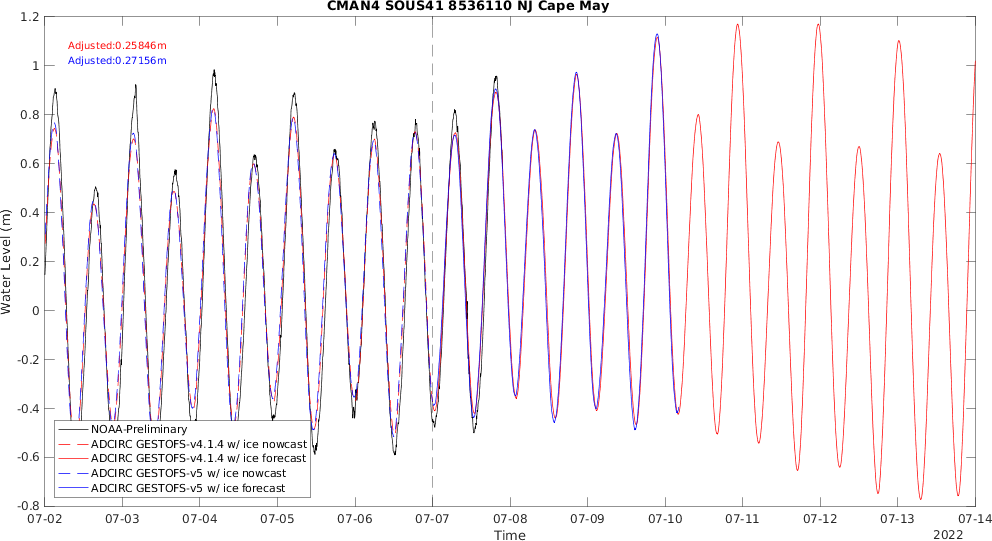 CMAN4 SOUS41 8536110 NJ Cape May
Adjusted:0.25846m
Adjusted:0.27156m
1.2
1
0.8
0.6
0.4
0.2
0
-0.2
-0.4
-0.6
-0.8
Water Level (m)
NOAA-Preliminary
ADCIRC GESTOFS-v4.1.4 w/ ice nowcast
ADCIRC GESTOFS-v4.1.4 w/ ice forecast
ADCIRC GESTOFS-v5 w/ ice nowcast
ADCIRC GESTOFS-v5 w/ ice forecast
07-02 07-03 07-04 07-05 07-06 07-07 07-08 07-09 07-10 07-11 07-12 07-13 07-14
Time
2022